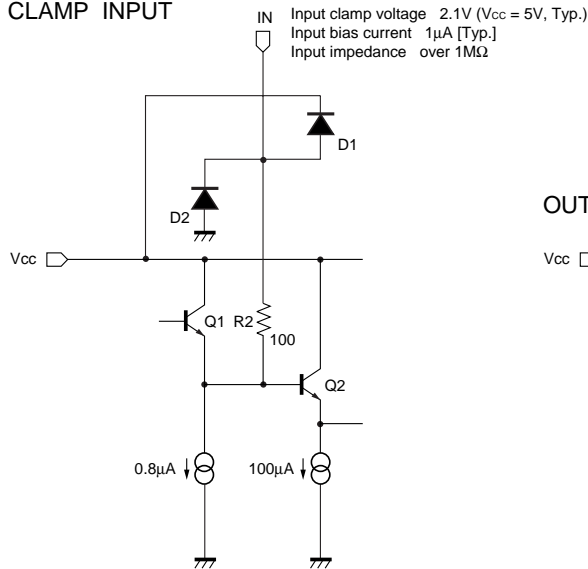 CLAMP INPUT
IN
Input clamp voltage 2.1V (Vcc = 5V, Typ.)
Input bias current 1µA [Typ.]
Input impedance over 1MΩ
D1
D2
OUT
Vcc
Vcc
Q1
R2
100
Q2
0.8µA
100µA